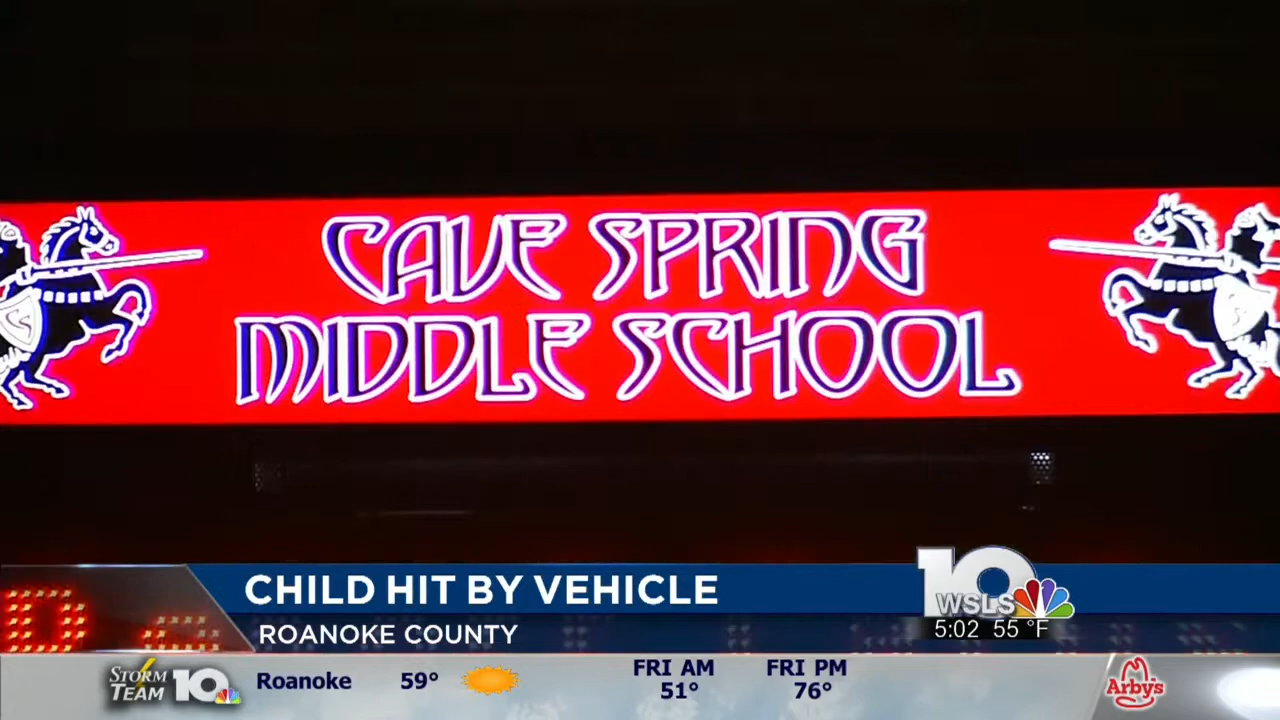 CAVE SPRING
MIDDLE SCHOOL
CHILD HIT BY VEHICLE
ROANOKE COUNTY
10
WSLS
5:02 55 °F
STORM TEAM 10
Roanoke 59°
FRI AM 51°
FRI PM 76°
Arby's